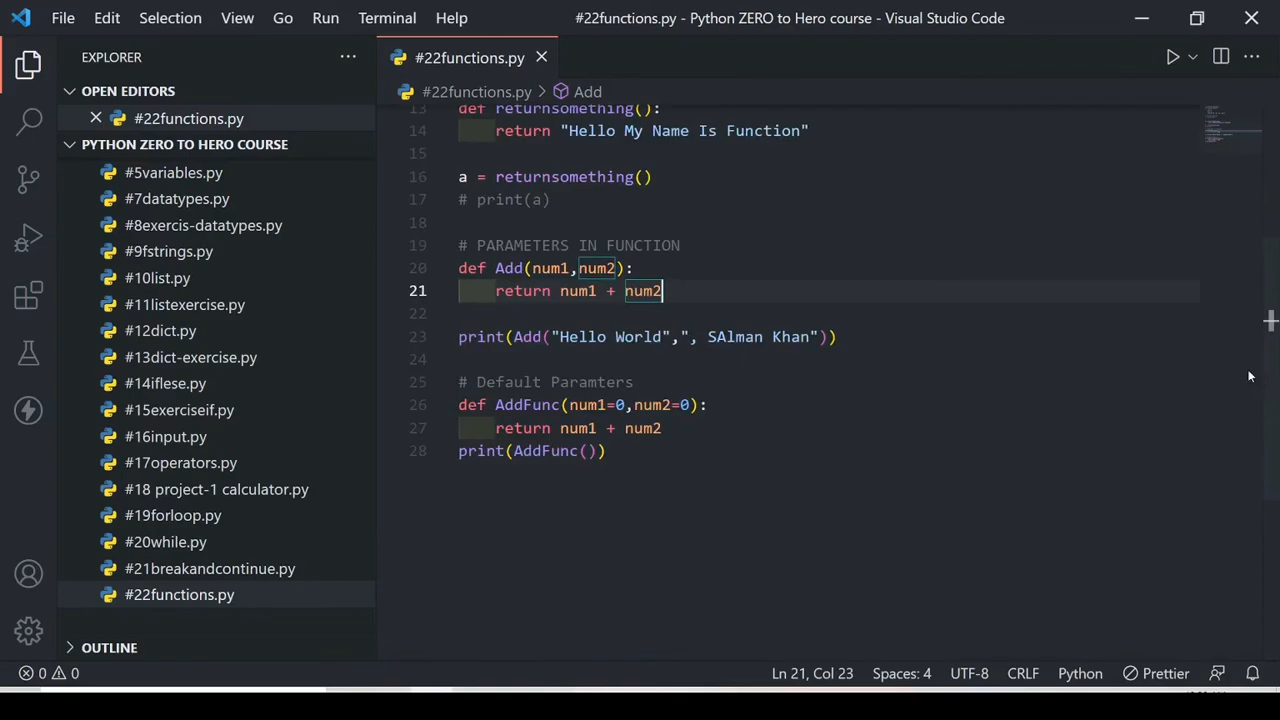 File Edit Selection View Go Run Terminal Help #22functions.py - Python ZERO to Hero course - Visual Studio Code
EXPLORER
OPEN EDITORS
#22functions.py
PYTHON ZERO TO HERO COURSE
#5variables.py
#7datatypes.py
#8exercis-datatypes.py
#9fstrings.py
#10list.py
#11listexercise.py
#12dict.py
#13dict-exercise.py
#14iflese.py
#15exerciseif.py
#16input.py
#17operators.py
#18 project-1 calculator.py
#19forloop.py
#20while.py
#21breakandcontinue.py
#22functions.py
OUTLINE
#22functions.py
#22functions.py > Add
13 def returnsomething():
14 return "Hello My Name Is Function"
15
16 a = returnsomething()
17 # print(a)
18
19 # PARAMETERS IN FUNCTION
20 def Add(num1,num2):
21 return num1 + num2
22
23 print(Add("Hello World",", SAlman Khan"))
24
25 # Default Paramters
26 def AddFunc(num1=0,num2=0):
27 return num1 + num2
28 print(AddFunc())
0 0 Ln 21, Col 23 Spaces: 4 UTF-8 CRLF Python Prettier